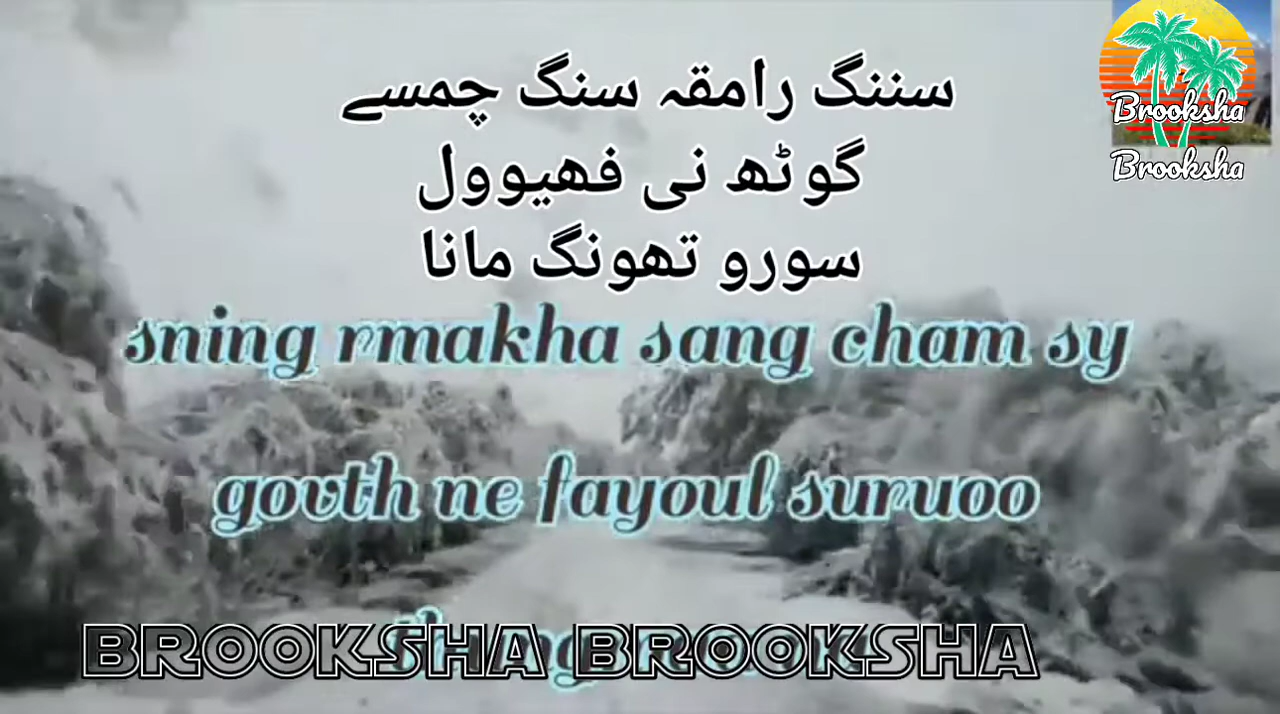 Brooksha
Brooksha
سننگ رامقہ سنگ چمسے
گوٹھ نی فھیوول
سورو تھونگ مانا
sning rmakha sang cham sy
govth ne fayoul suruoo
BROOKSHA BROOKSHA